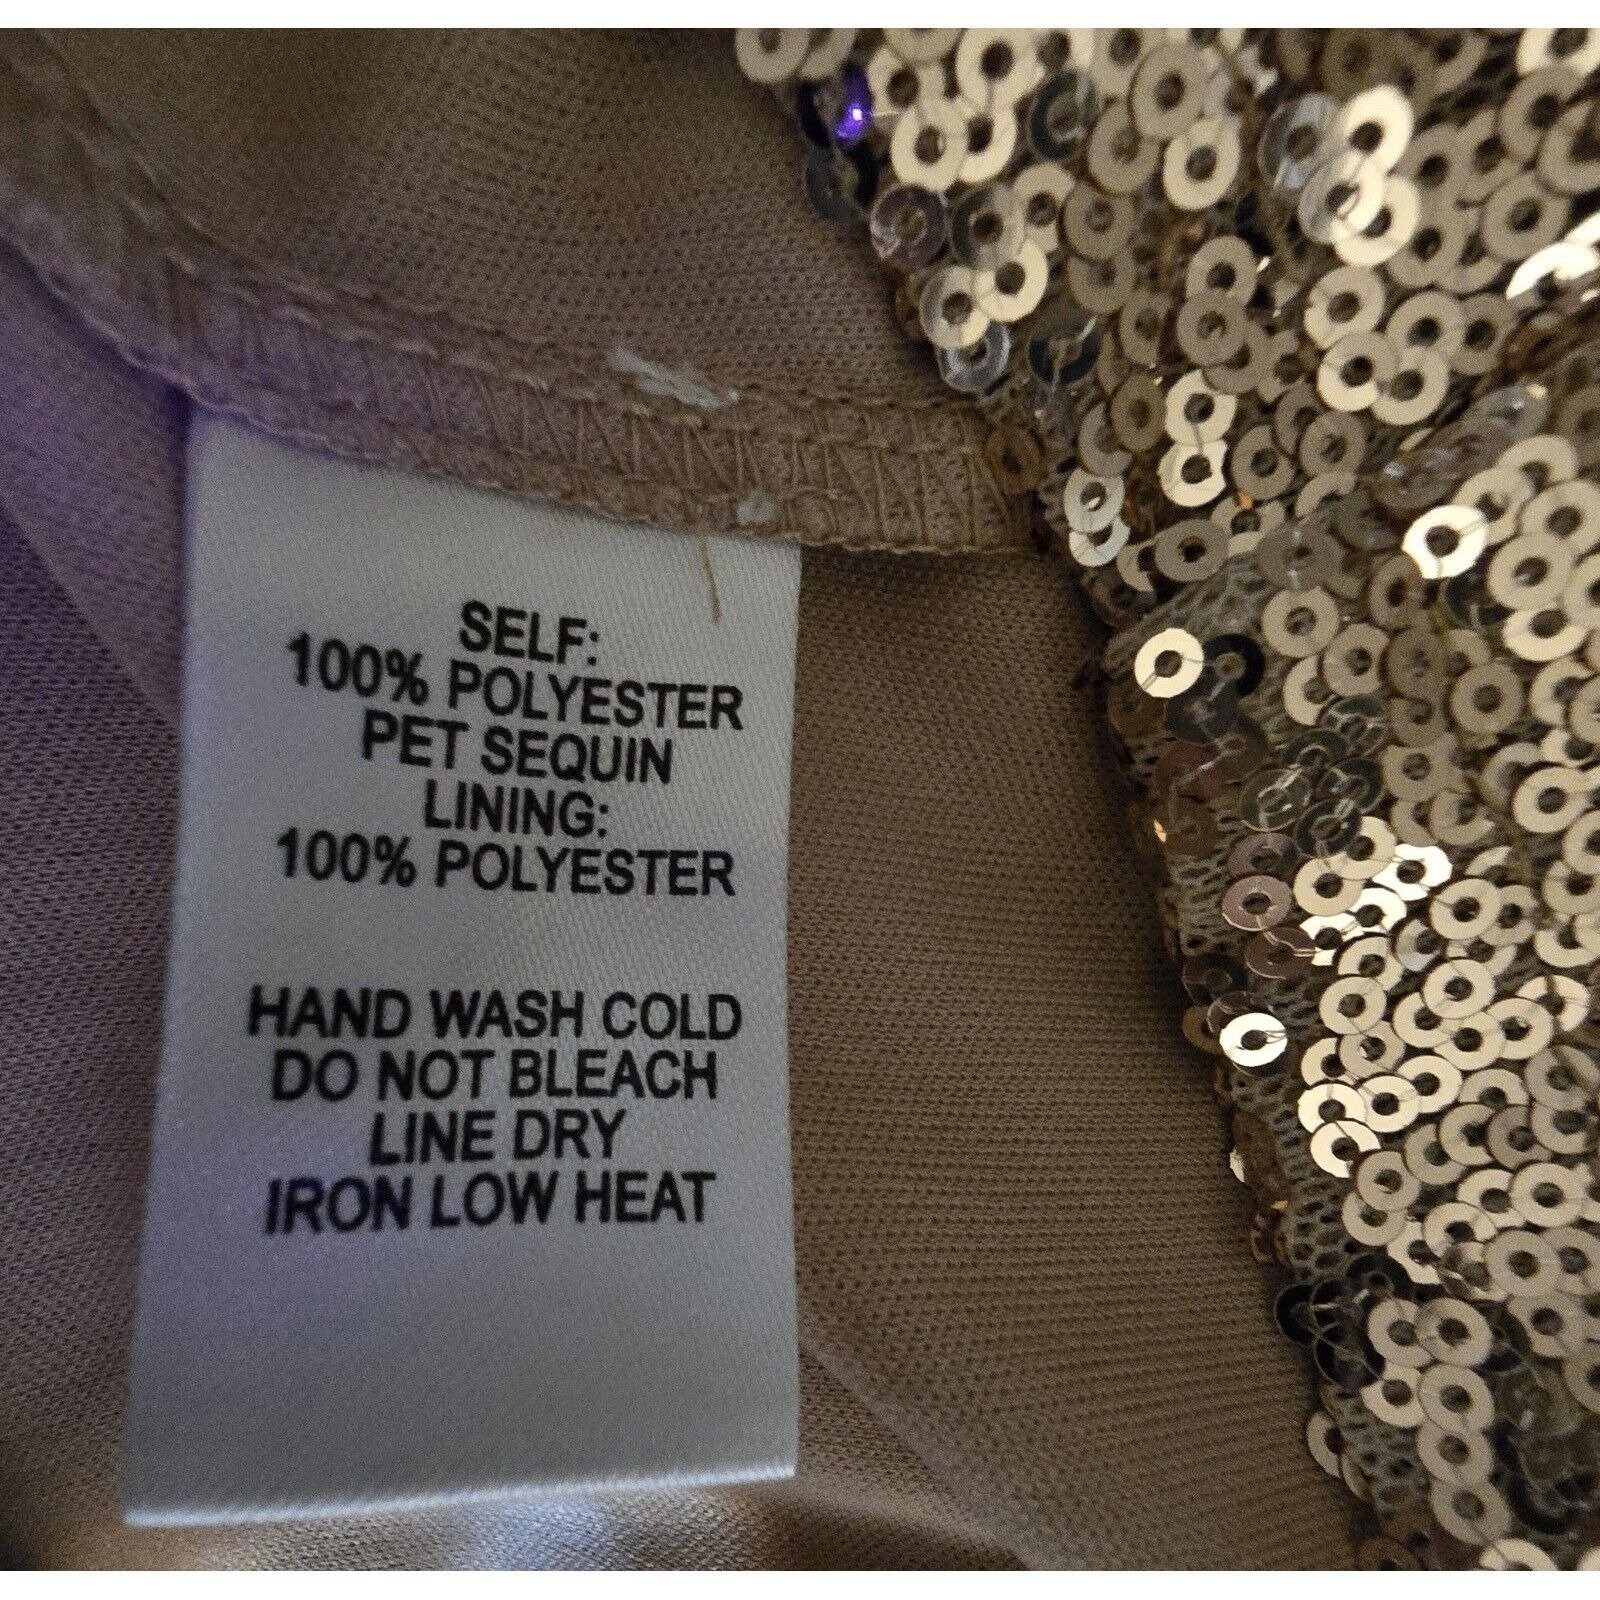 SELF:
100% POLYESTER
PET SEQUIN
LINING:
100% POLYESTER
HAND WASH COLD
DO NOT BLEACH
LINE DRY
IRON LOW HEAT